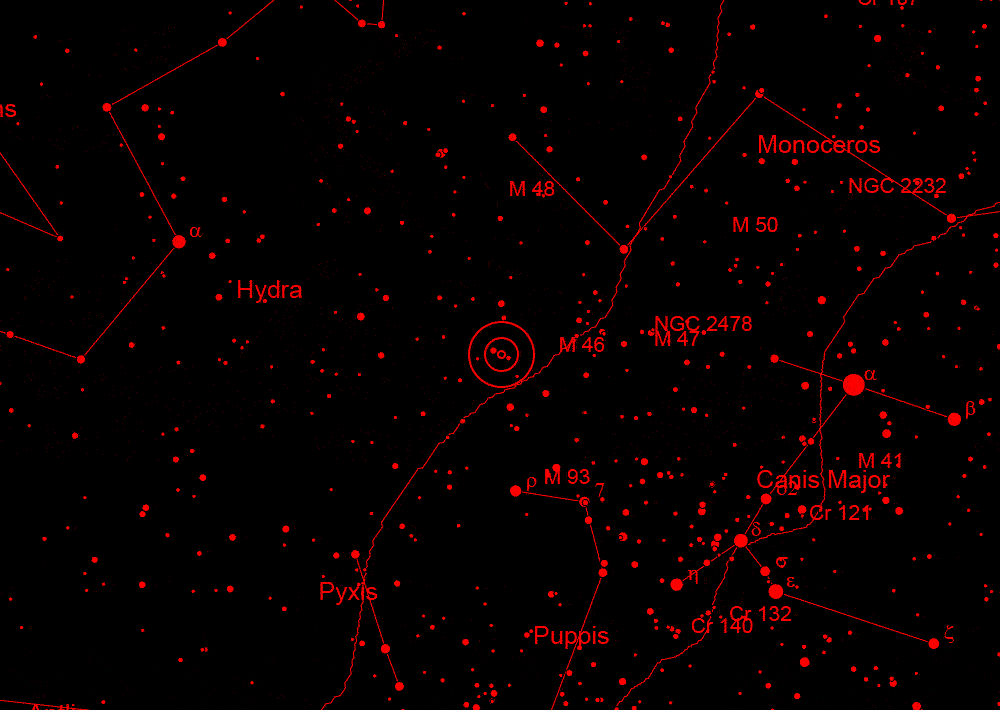 Monoceros
NGC 2232
M 48
M 50
α
Hydra
NGC 2478
M 46
M 47
α
β
M 41
ρ
M 93
Canis Major
ο2
Cr 121
δ
η
σ
ε
Pyxis
Cr 132
Cr 140
Puppis
ζ